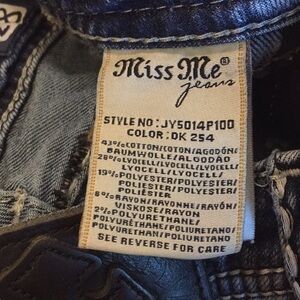 Miss Me®
jeans
STYLE NO:JY5014P100
COLOR:DK 254
43%COTTON/COTON/ALGODÓN/
BAUMWOLLE/ALGODÃO
28%LYOCELL/LYOCELL/
LYOCELL/LYOCELL
19%POLYESTER/POLYESTER/
POLIÉSTER/POLYESTER/
POLIÉSTER
8%RAYON/RAYONNE/RAYÓN/
VISKOSE/RAYON
2%POLYURETHANE/
POLYURÉTHANE/POLIURETANO/
POLYURETHAN/POLIURETANO
SEE REVERSE FOR CARE